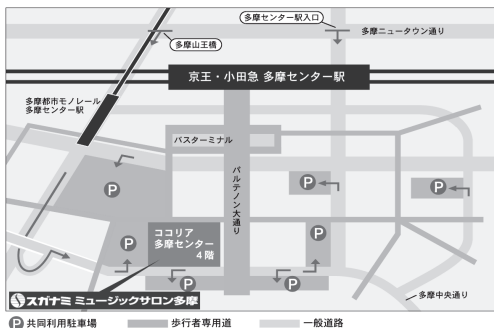 多摩センター駅入口
多摩山王橋
多摩ニュータウン通り
京王・小田急 多摩センター駅
多摩都市モノレール
多摩センター駅
バスターミナル
パルテノン大通り
P
P
P
P
ココリア
多摩センター
4階
P
P
P
スガナミ ミュージックサロン多摩
多摩中央通り
P 共同利用駐車場
歩行者専用道
一般道路